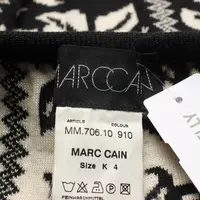 MARCCAIN
ARTICLE COLOUR
MM.706.10 910
MARC CAIN
Size K 4